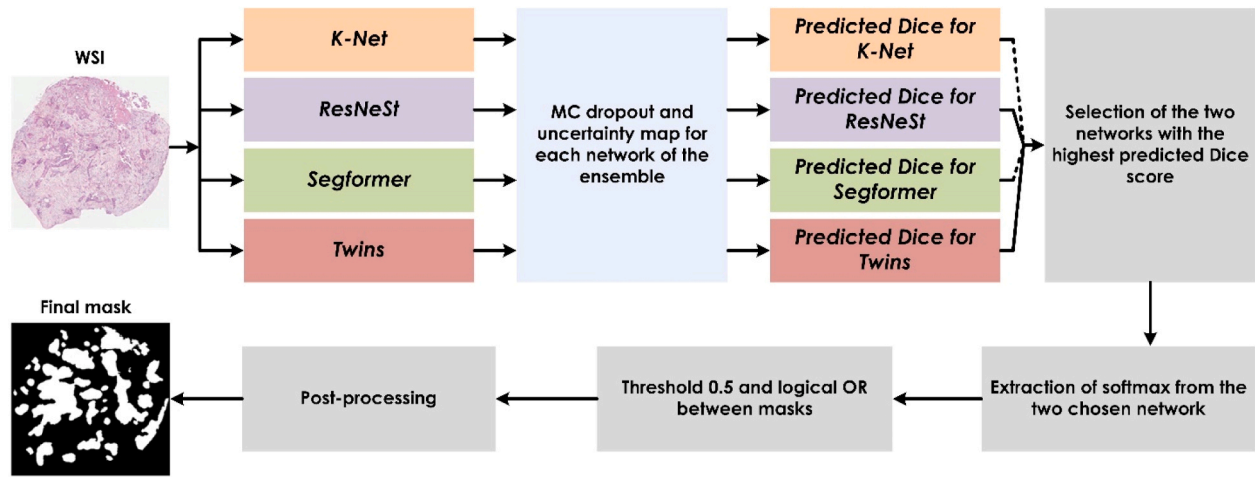 WSI
K-Net
ResNeSt
Segformer
Twins
MC dropout and
uncertainty map for
each network of the
ensemble
Predicted Dice for
K-Net
Predicted Dice for
ResNeSt
Predicted Dice for
Segformer
Predicted Dice for
Twins
Selection of the two
networks with the
highest predicted Dice
score
Extraction of softmax from the
two chosen network
Threshold 0.5 and logical OR
between masks
Post-processing
Final mask